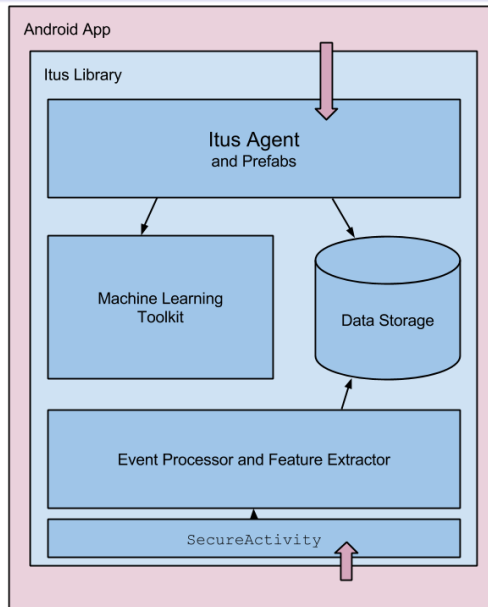 Android App
Itus Library
Itus Agent
and Prefabs
Machine Learning
Toolkit
Data Storage
Event Processor and Feature Extractor
SecureActivity